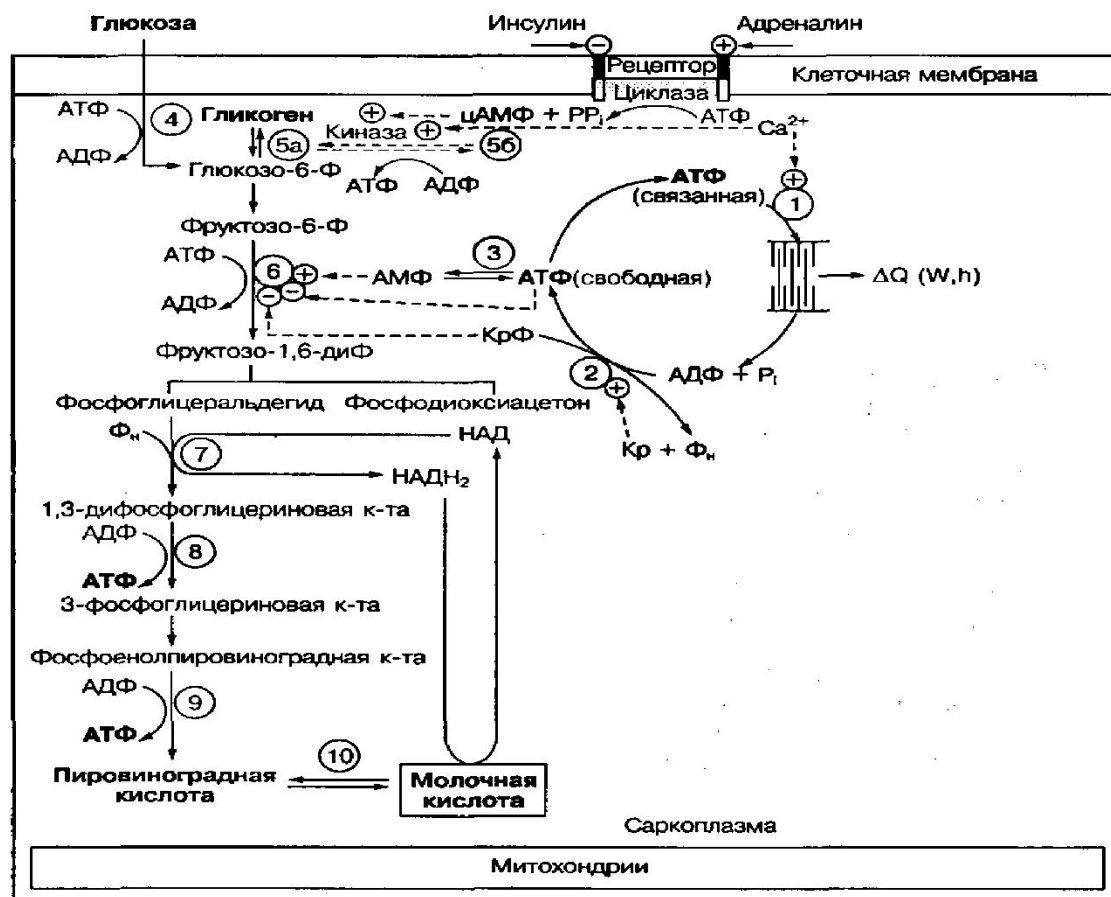 Глюкоза
Инсулин
Адреналин
−
+
Рецептор
Клеточная мембрана
Циклаза
АТФ
4
Гликоген
+
цАМФ + PPi
АТФ
Ca2+
Киназа +
АДФ
5а
5б
Глюкозо-6-Ф
АТФ АДФ
АТФ
(связанная)
+
1
Фруктозо-6-Ф
АТФ
3
6
+
АМФ
АТФ(свободная)
ΔQ (W,h)
АДФ
−
−
КрФ
Фруктозо-1,6-диФ
2
АДФ + Pi
+
Фосфоглицеральдегид Фосфодиоксиацетон
Фн
НАД
Кр + Фн
7
НАДН2
1,3-дифосфоглицериновая к-та
АДФ
8
АТФ
3-фосфоглицериновая к-та
Фосфоенолпировиноградная к-та
АДФ
9
АТФ
10
Пировиноградная
кислота
Молочная
кислота
Саркоплазма
Митохондрии